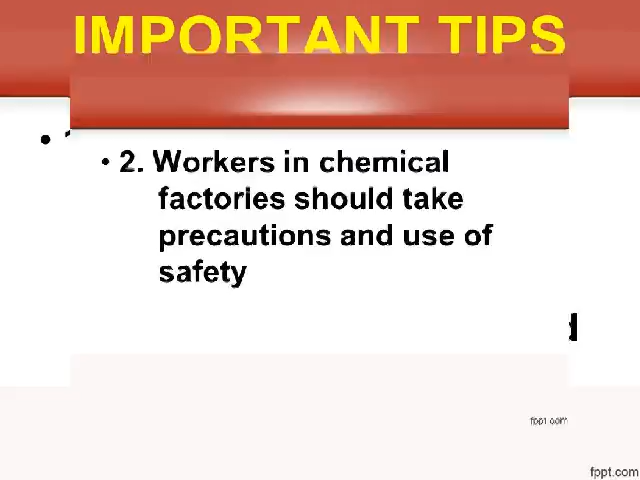 IMPORTANT TIPS
• 2. Workers in chemical
factories should take
precautions and use of
safety
fppt.com
fppt.com